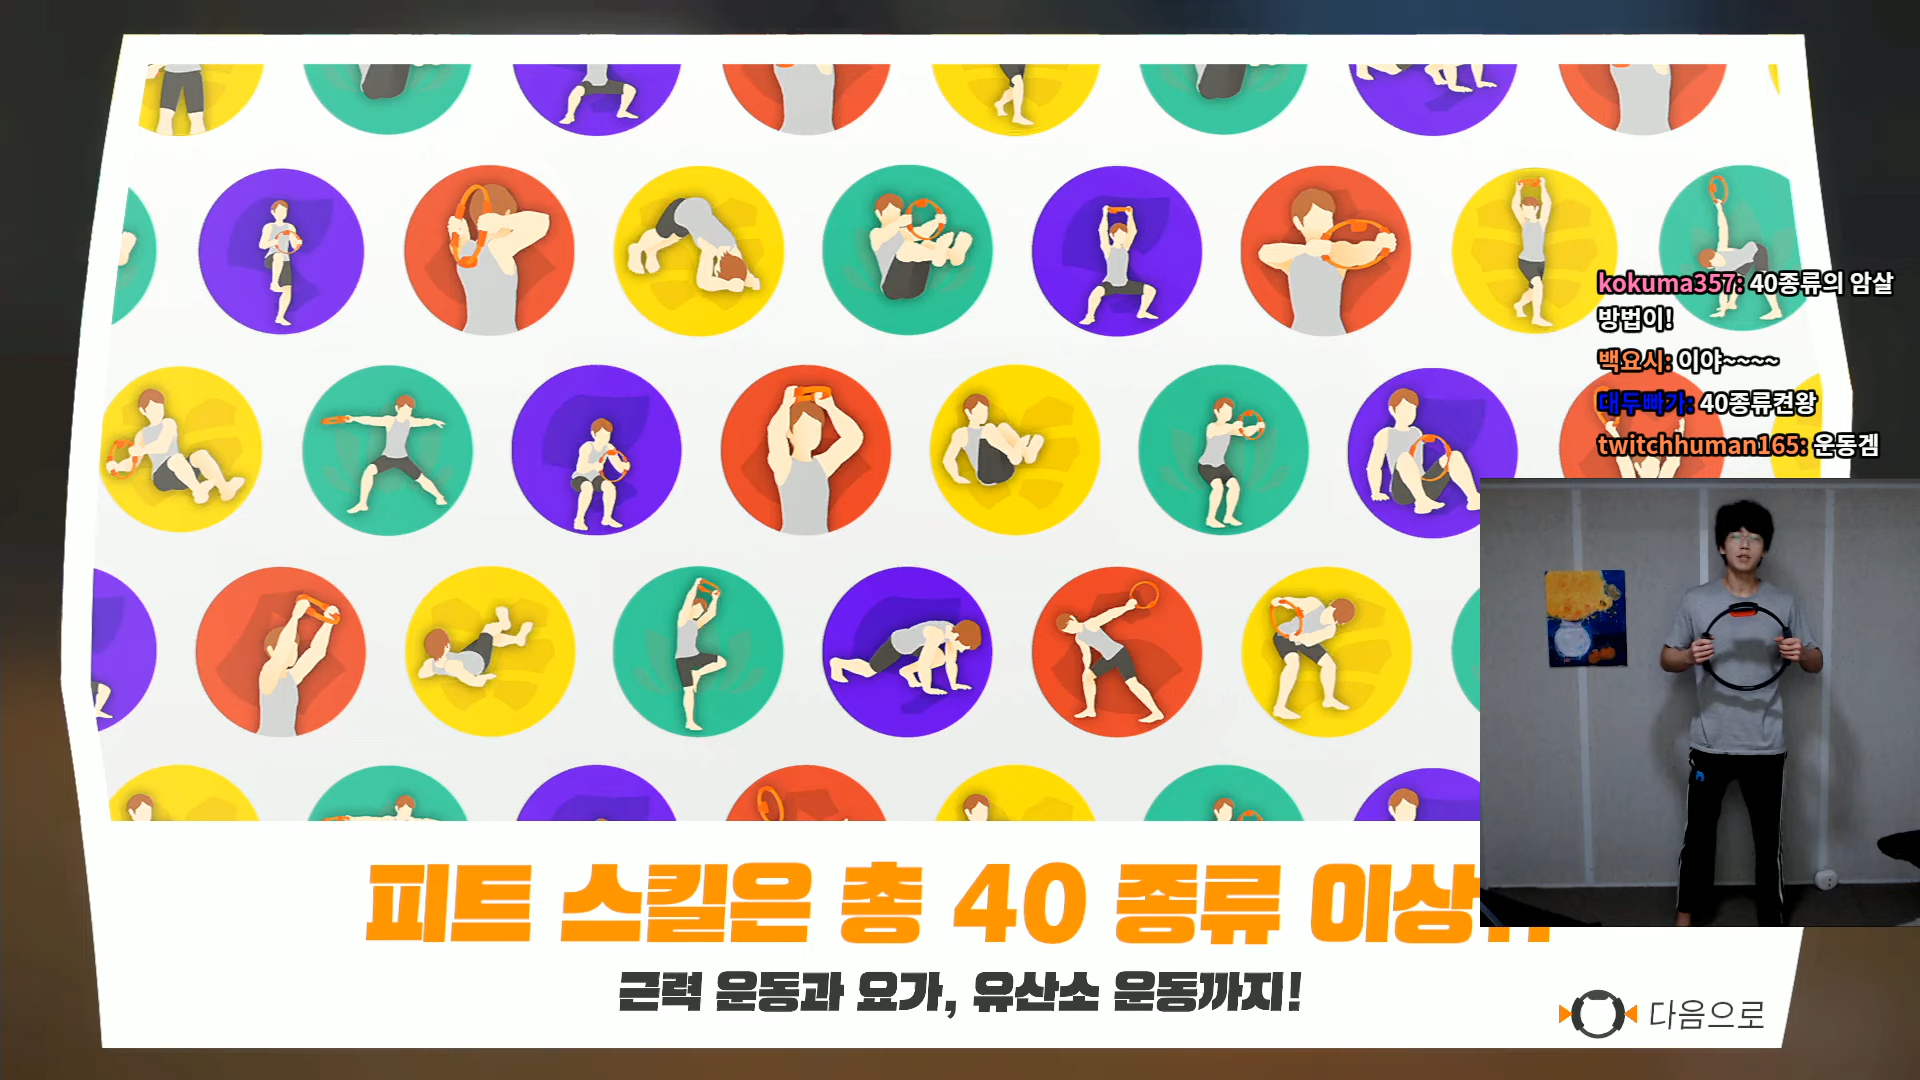 kokuma357: 40종류의 암살
방법이!
백요시: 이야~~~~
대두빠가: 40종류켠왕
twitchhuman165: 운동겜
피트 스킬은 총 40 종류 이상
근력 운동과 요가, 유산소 운동까지!
다음으로